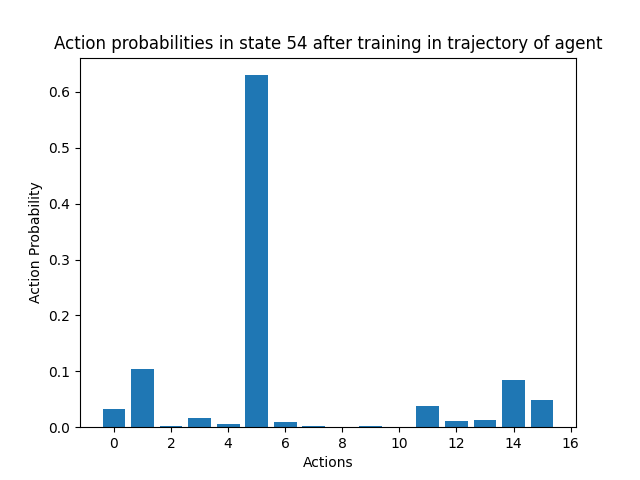 Action probabilities in state 54 after training in trajectory of agent
Action Probability
0.6
0.5
0.4
0.3
0.2
0.1
0.0
0 2 4 6 8 10 12 14 16
Actions